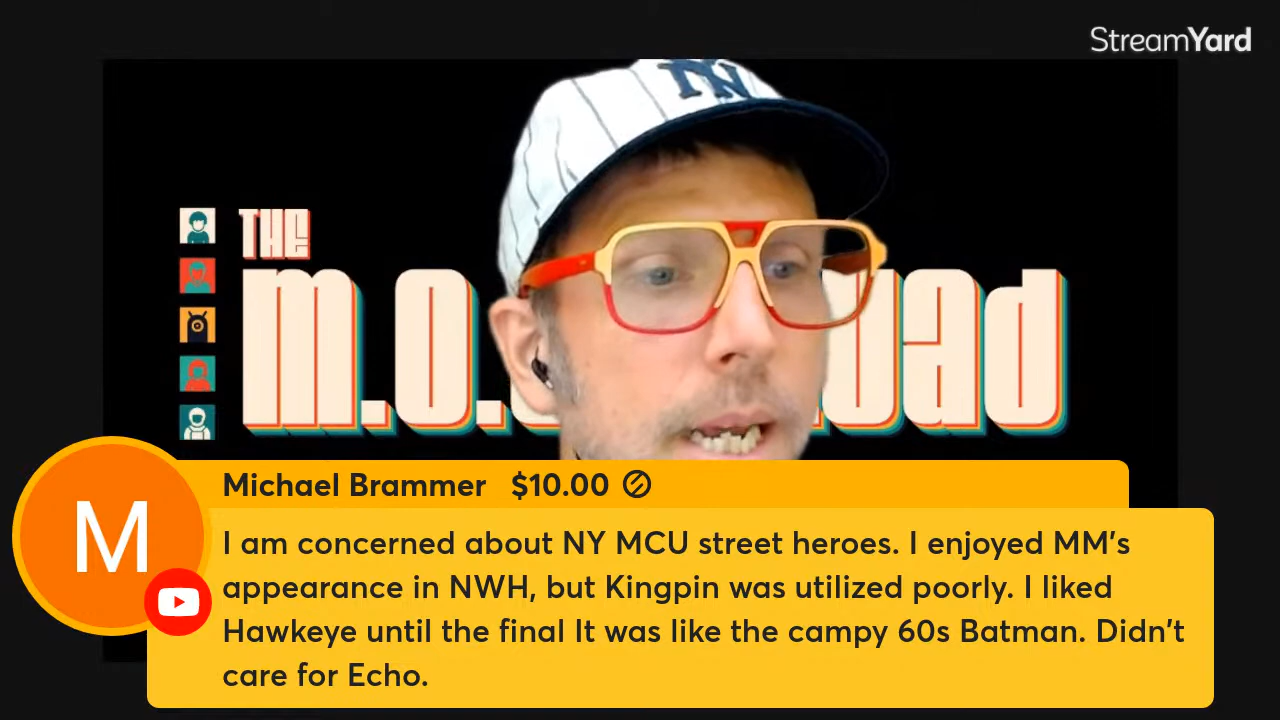 StreamYard
NY
THE
m.o. uad
Michael Brammer $10.00
I am concerned about NY MCU street heroes. I enjoyed MM's
appearance in NWH, but Kingpin was utilized poorly. I liked
Hawkeye until the final It was like the campy 60s Batman. Didn't
care for Echo.
M